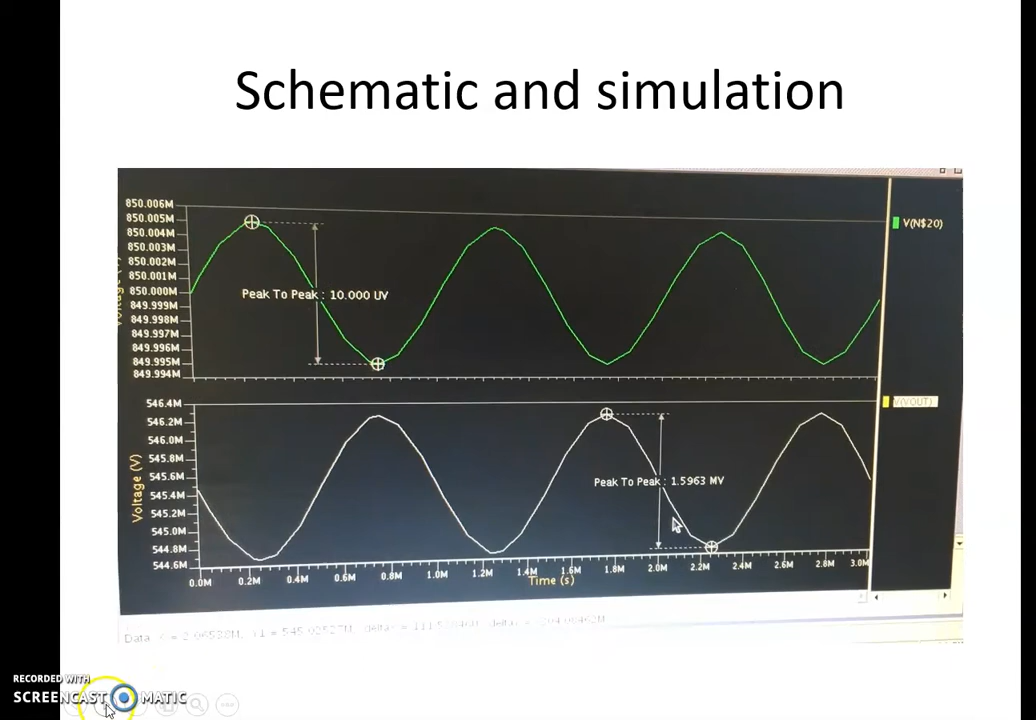 Schematic and simulation
850.006M
850.005M
850.004M
850.003M
850.002M
850.001M
850.000M
849.999M
849.998M
849.997M
849.996M
849.995M
849.994M
Peak To Peak : 10.000 UV
V(N$20)
546.4M
546.2M
546.0M
545.8M
545.6M
545.4M
545.2M
545.0M
544.8M
544.6M
Voltage (V)
Peak To Peak : 1.5963 MV
V(VOUT)
0.0M 0.2M 0.4M 0.6M 0.8M 1.0M 1.2M 1.4M 1.6M 1.8M 2.0M 2.2M 2.4M 2.6M 2.8M 3.0M
Time (s)
Data
RECORDED WITH
SCREENCAST MATIC